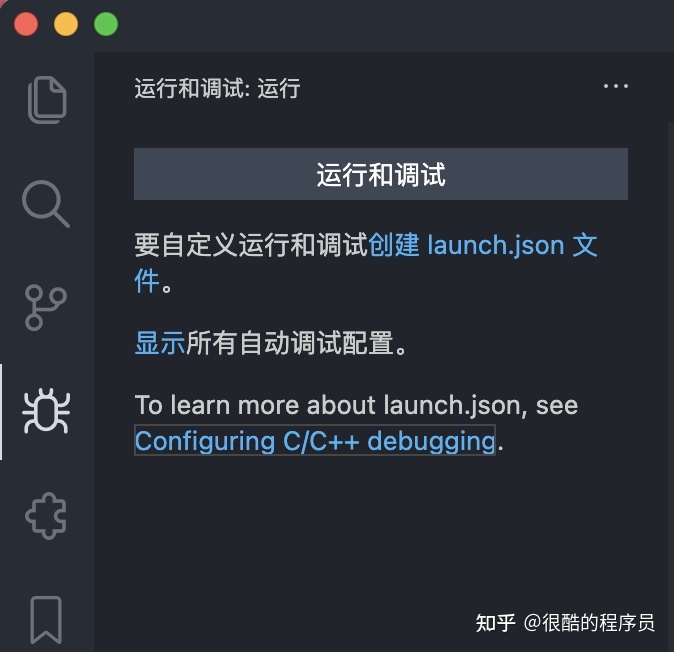 运行和调试: 运行
运行和调试
要自定义运行和调试创建 launch.json 文
件。
显示所有自动调试配置。
To learn more about launch.json, see
Configuring C/C++ debugging.
知乎 @很酷的程序员